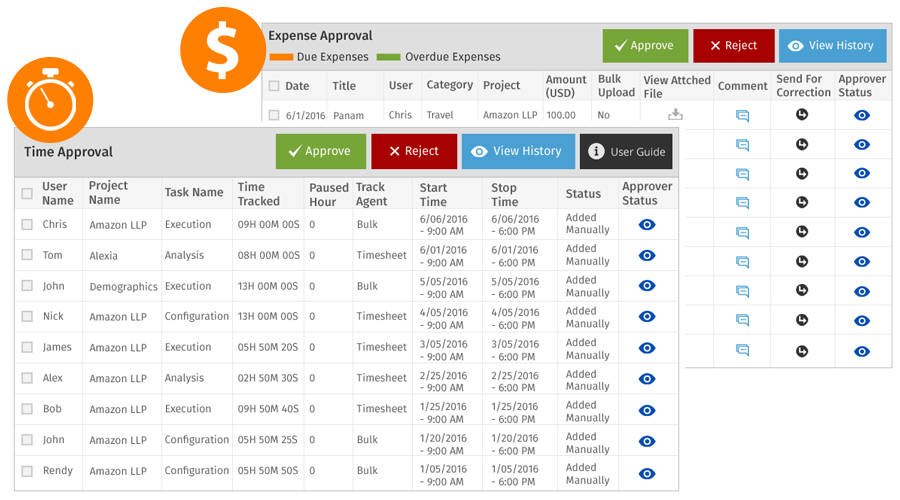 $
Expense Approval
Due Expenses Overdue Expenses
Approve Reject View History
Date Title User Category Project Amount (USD) Bulk Upload View Attched File Comment Send For Correction Approver Status
6/1/2016 Panam Chris Travel Amazon LLP 100.00 No
Time Approval
Approve Reject View History i User Guide
User Name Project Name Task Name Time Tracked Paused Hour Track Agent Start Time Stop Time Status Approver Status
Chris Amazon LLP Execution 09H 00M 00S 0 Bulk 6/06/2016 - 9:00 AM 6/06/2016 - 6:00 PM Added Manually
Tom Alexia Analysis 08H 00M 00S 0 Timesheet 6/01/2016 - 9:00 AM 6/01/2016 - 6:00 PM Added Manually
John Demographics Execution 13H 00M 00S 0 Bulk 5/05/2016 - 9:00 AM 5/05/2016 - 6:00 PM Added Manually
Nick Amazon LLP Configuration 13H 00M 00S 0 Timesheet 4/05/2016 - 9:00 AM 4/05/2016 - 6:00 PM Added Manually
James Amazon LLP Execution 05H 50M 20S 0 Timesheet 3/05/2016 - 9:00 AM 3/05/2016 - 6:00 PM Added Manually
Alex Amazon LLP Analysis 02H 50M 30S 0 Timesheet 2/25/2016 - 9:00 AM 2/25/2016 - 6:00 PM Added Manually
Bob Amazon LLP Execution 09H 50M 40S 0 Timesheet 1/25/2016 - 9:00 AM 1/25/2016 - 6:00 PM Added Manually
John Amazon LLP Configuration 05H 50M 25S 0 Bulk 1/20/2016 - 9:00 AM 1/20/2016 - 6:00 PM Added Manually
Rendy Amazon LLP Configuration 05H 50M 50S 0 Bulk 1/05/2016 - 9:00 AM 1/05/2016 - 6:00 PM Added Manually